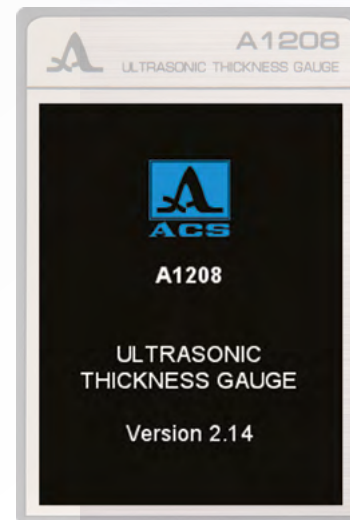 A1208
ULTRASONIC THICKNESS GAUGE
ACS
A1208
ULTRASONIC
THICKNESS GAUGE
Version 2.14